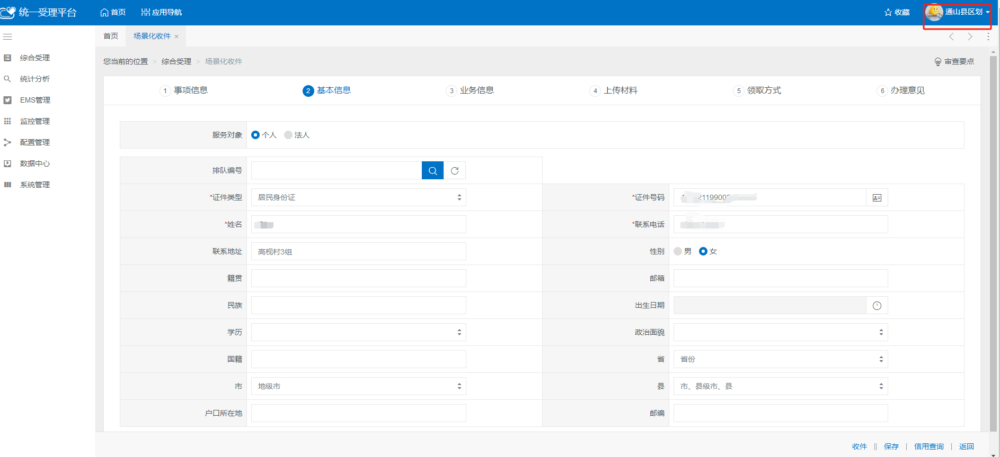 统一受理平台 首页 应用导航 收藏 通山县区划
首页 场景化收件 ×
综合受理
统计分析
EMS管理
监控管理
配置管理
数据中心
系统管理
您当前的位置 > 综合受理 > 场景化收件 审查要点
1 事项信息 2 基本信息 3 业务信息 4 上传材料 5 领取方式 6 办理意见
服务对象 个人 法人
排队编号
*证件类型 居民身份证 *证件号码 2119900
*姓名 *联系电话
联系地址 高枧村3组 性别 男 女
籍贯 邮箱
民族 出生日期
学历 政治面貌
国籍 省 省份
市 地级市 县 市、县级市、县
户口所在地 邮编
收件 || 保存 | 信用查询 | 返回